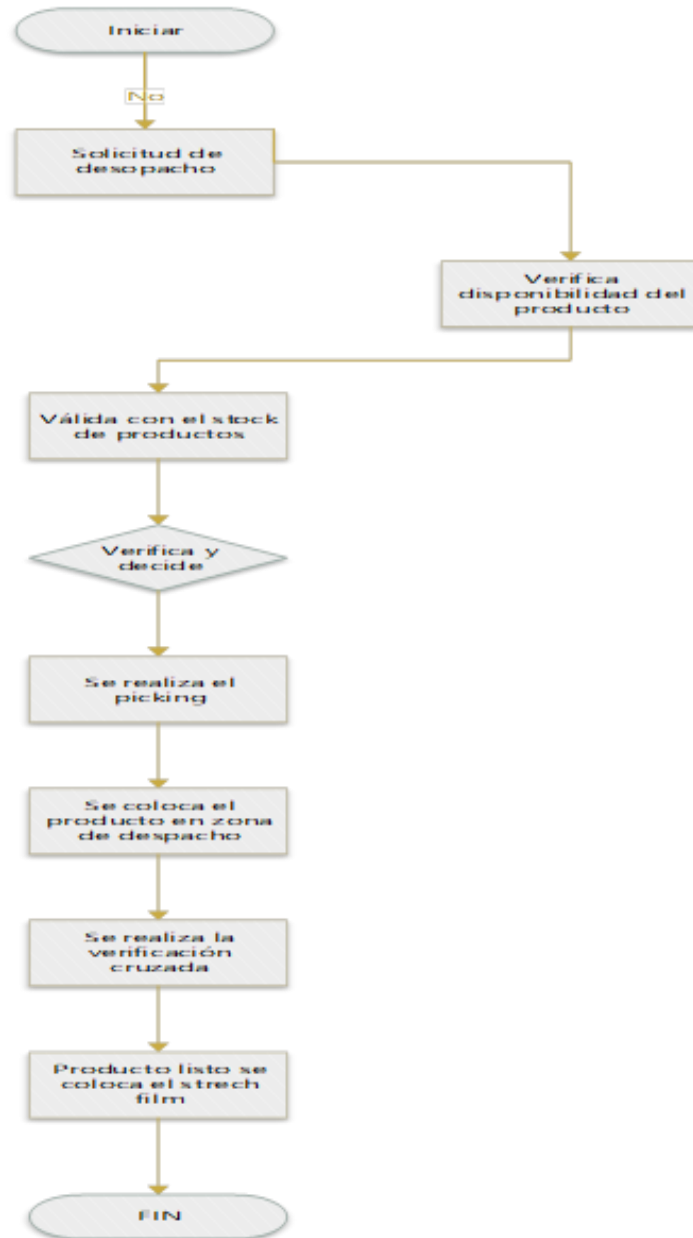 Iniciar
No
Solicitud de
desopacho
Verifica
disponibilidad del
producto
Válida con el stock
de productos
Verifica y
decide
Se realiza el
picking
Se coloca el
producto en zona
de despacho
Se realiza la
verificación
cruzada
Producto listo se
coloca el strech
film
FIN